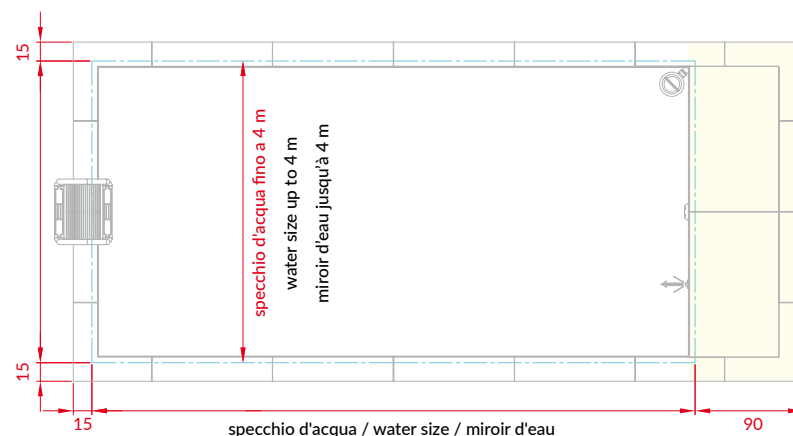 15
specchio d'acqua fino a 4 m
water size up to 4 m
miroir d'eau jusqu'à 4 m
15
15
90
specchio d'acqua / water size / miroir d'eau